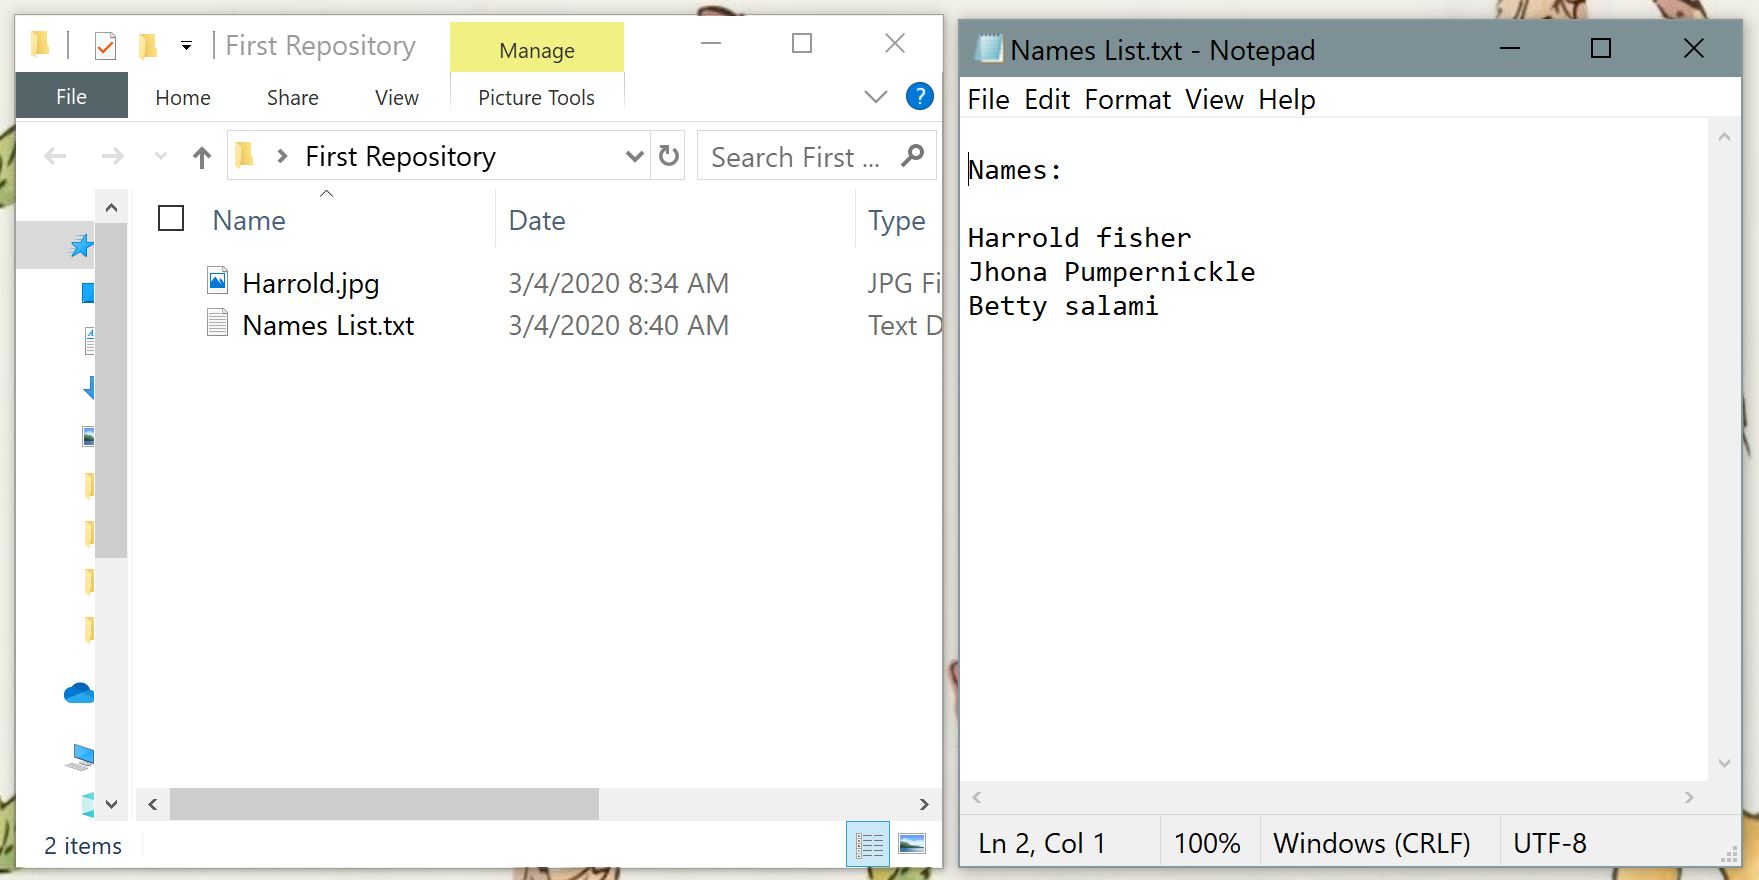 First Repository
Manage
File
Home
Share
View
Picture Tools
?
First Repository
Search First ...
Name
Date
Type
Harrold.jpg
3/4/2020 8:34 AM
JPG Fi
Names List.txt
3/4/2020 8:40 AM
Text D
2 items
Names List.txt - Notepad
File Edit Format View Help
Names:
Harrold fisher
Jhona Pumpernickle
Betty salami
Ln 2, Col 1
100%
Windows (CRLF)
UTF-8